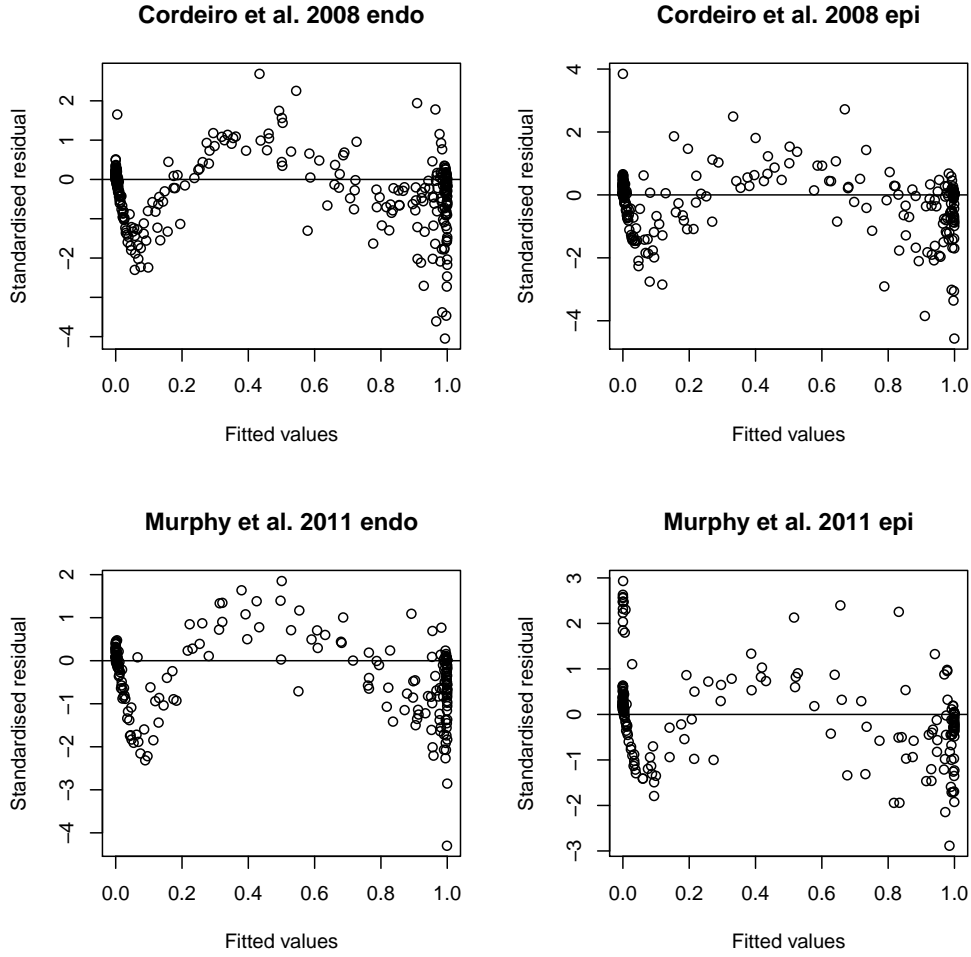 Cordeiro et al. 2008 endo
Standardised residual
2
1
0
−2
−4
0.0 0.2 0.4 0.6 0.8 1.0
Fitted values
Cordeiro et al. 2008 epi
Standardised residual
4
2
0
−2
−4
0.0 0.2 0.4 0.6 0.8 1.0
Fitted values
Murphy et al. 2011 endo
Standardised residual
2
1
0
−1
−2
−3
−4
0.0 0.2 0.4 0.6 0.8 1.0
Fitted values
Murphy et al. 2011 epi
Standardised residual
3
2
1
0
−1
−2
−3
0.0 0.2 0.4 0.6 0.8 1.0
Fitted values